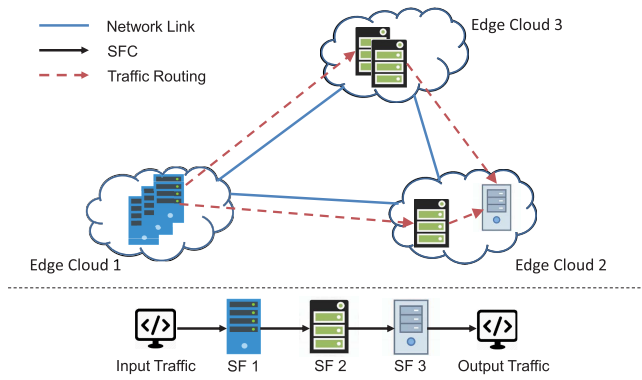 Network Link
SFC
Traffic Routing
Edge Cloud 3
Edge Cloud 1
Edge Cloud 2
Input Traffic
SF 1
SF 2
SF 3
Output Traffic